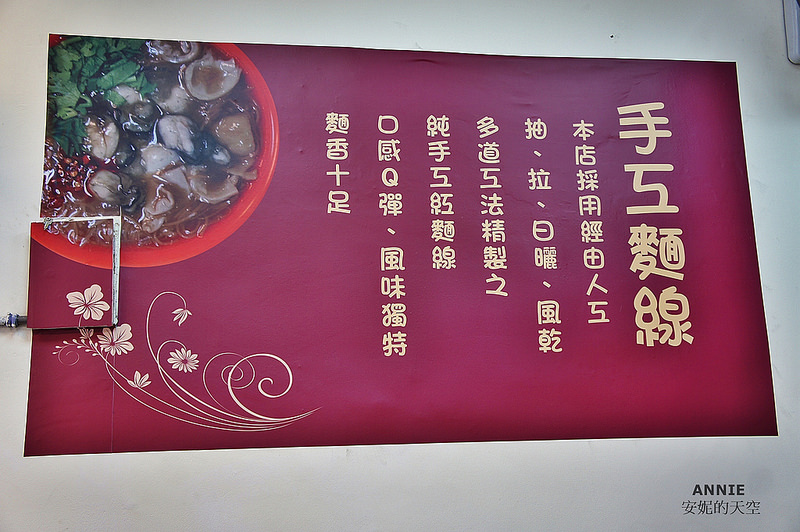 手工麵線
本店採用經由人工
抽、拉、日曬、風乾
多道工法精製之
純手工紅麵線
口感Q彈、風味獨特
麵香十足
ANNIE
安妮的天空